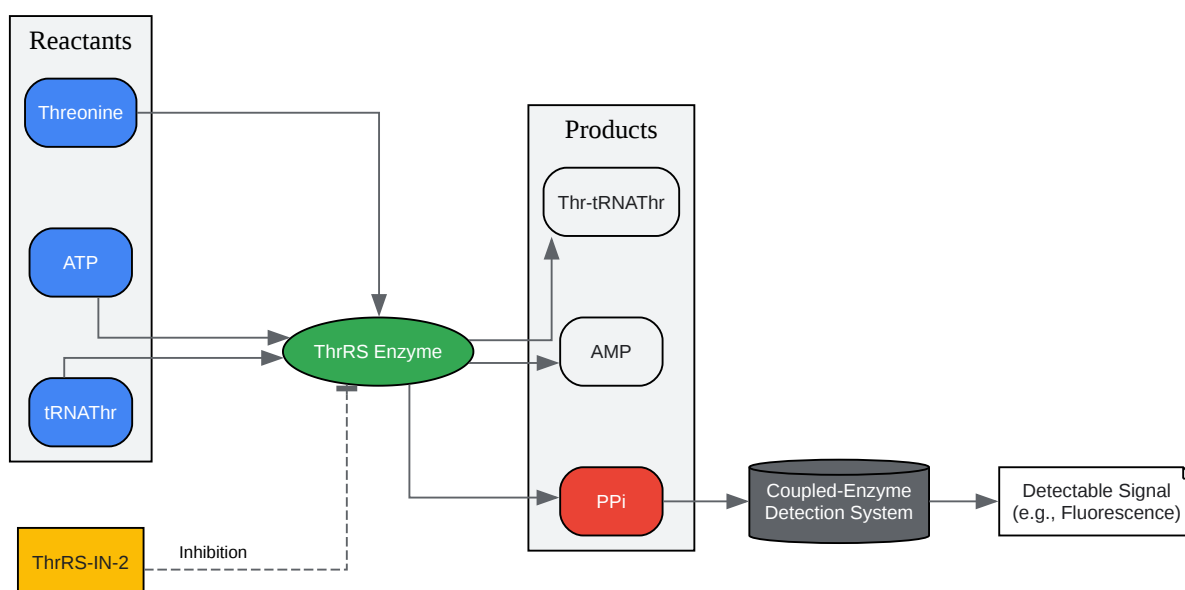 Reactants
Threonine
ATP
tRNAThr
ThrRS-IN-2
Inhibition
ThrRS Enzyme
Products
Thr-tRNAThr
AMP
PPi
Coupled-Enzyme
Detection System
Detectable Signal
(e.g., Fluorescence)